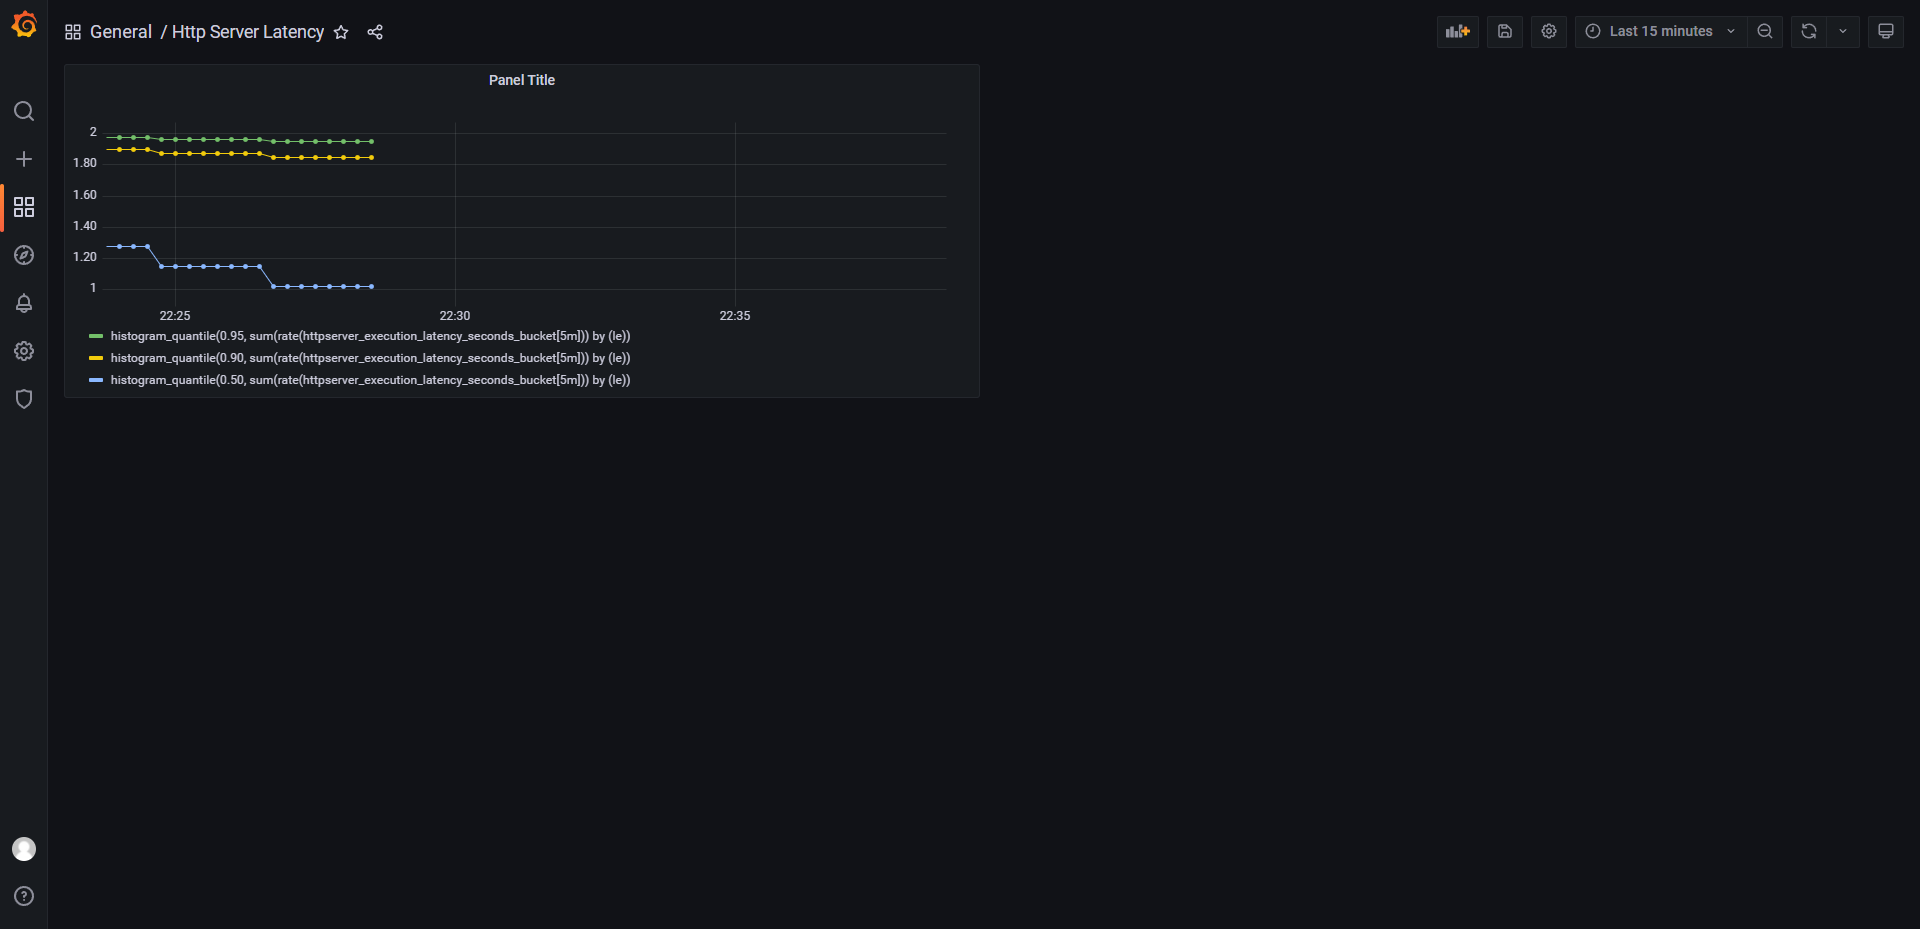 General / Http Server Latency
Last 15 minutes
Panel Title
2
1.80
1.60
1.40
1.20
1
22:25 22:30 22:35
histogram_quantile(0.95, sum(rate(httpserver_execution_latency_seconds_bucket[5m])) by (le))
histogram_quantile(0.90, sum(rate(httpserver_execution_latency_seconds_bucket[5m])) by (le))
histogram_quantile(0.50, sum(rate(httpserver_execution_latency_seconds_bucket[5m])) by (le))